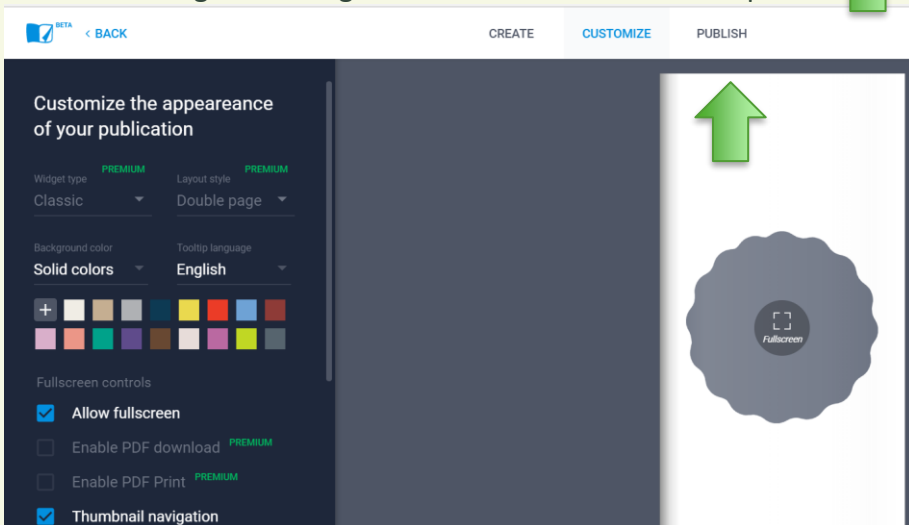 BETA < BACK CREATE CUSTOMIZE PUBLISH
Customize the appeareance
of your publication
PREMIUM PREMIUM
Widget type Layout style
Classic Double page
Background color Tooltip language
Solid colors English
Fullscreen
Fullscreen controls
Allow fullscreen
Enable PDF download PREMIUM
Enable PDF Print PREMIUM
Thumbnail navigation